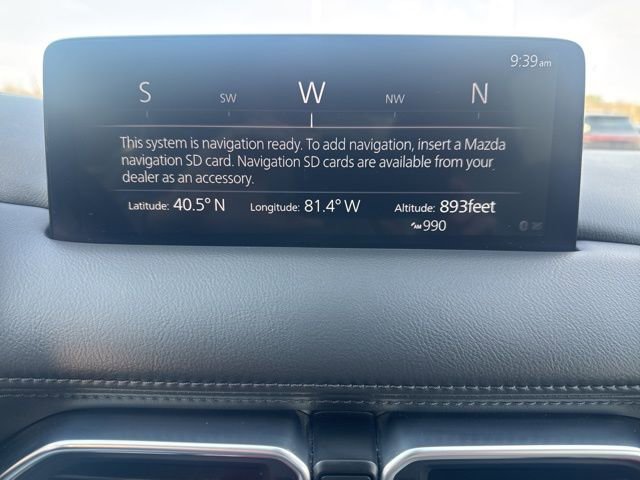 9:39am
S SW W NW N
This system is navigation ready. To add navigation, insert a Mazda
navigation SD card. Navigation SD cards are available from your
dealer as an accessory.
Latitude: 40.5° N Longitude: 81.4° W Altitude: 893feet
AM 990